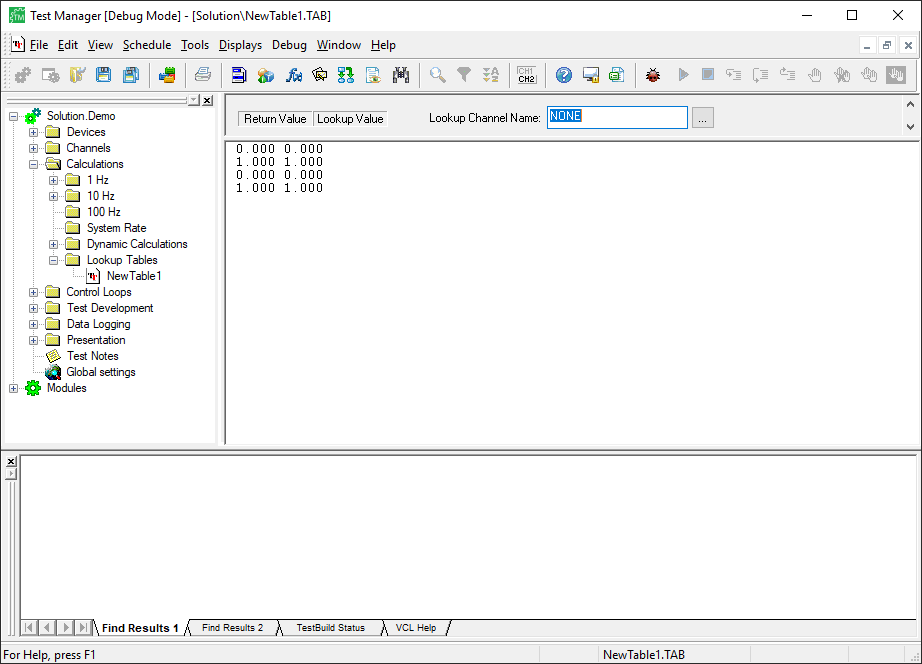 Test Manager [Debug Mode] - [Solution\NewTable1.TAB]
File Edit View Schedule Tools Displays Debug Window Help
CH1
CH2
Solution.Demo
Devices
Channels
Calculations
1 Hz
10 Hz
100 Hz
System Rate
Dynamic Calculations
Lookup Tables
NewTable1
Control Loops
Test Development
Data Logging
Presentation
Test Notes
Global settings
Modules
Return Value Lookup Value Lookup Channel Name: NONE ...
0.000 0.000
1.000 1.000
0.000 0.000
1.000 1.000
Find Results 1 Find Results 2 TestBuild Status VCL Help
For Help, press F1 NewTable1.TAB